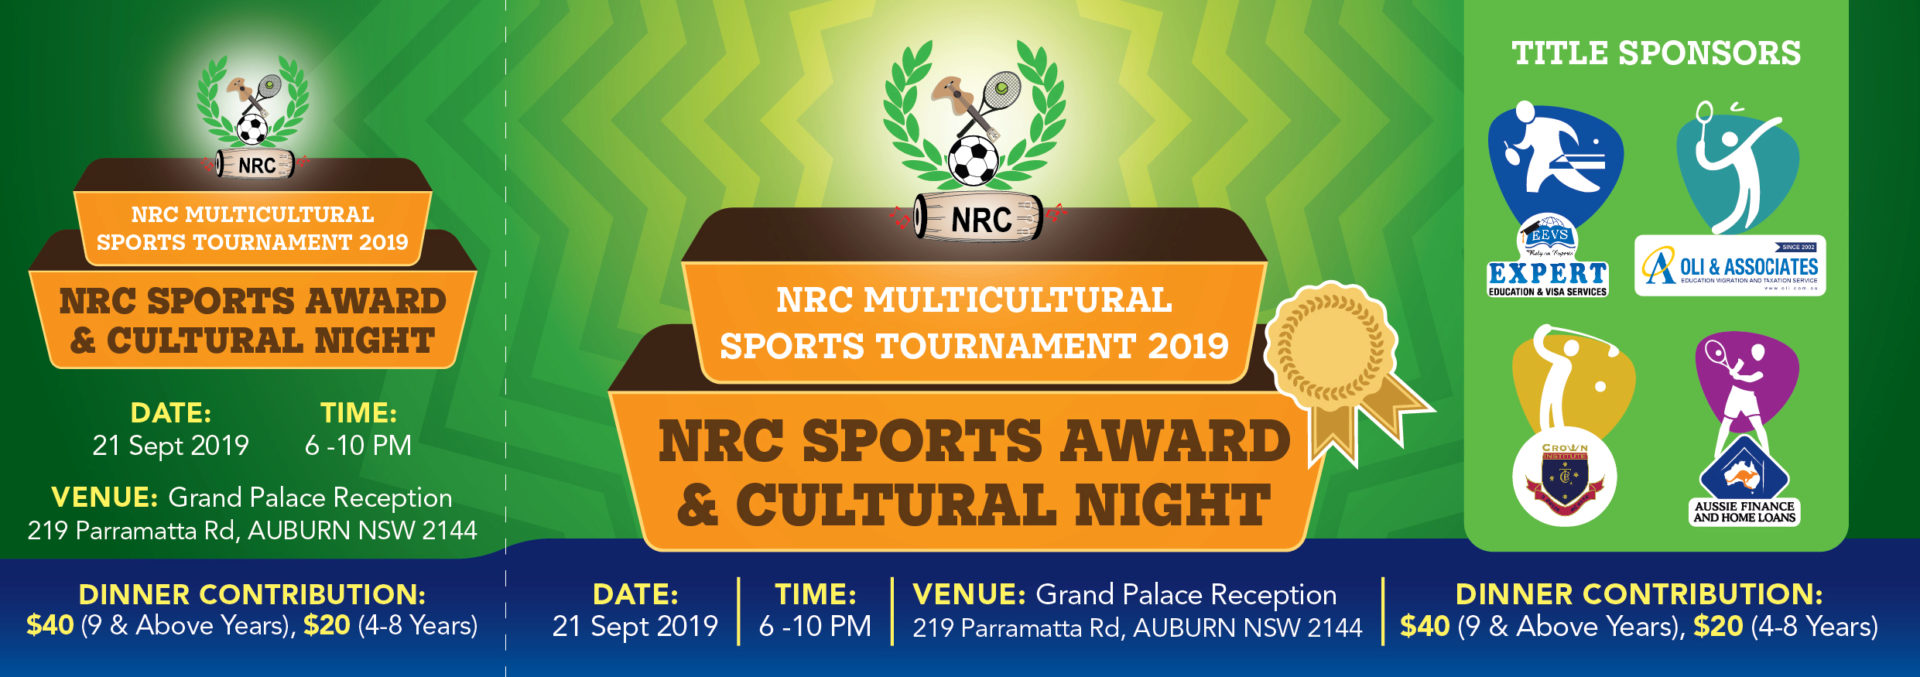 NRC
NRC MULTICULTURAL
SPORTS TOURNAMENT 2019
NRC SPORTS AWARD
& CULTURAL NIGHT
DATE:
21 Sept 2019
TIME:
6 -10 PM
VENUE: Grand Palace Reception
219 Parramatta Rd, AUBURN NSW 2144
DINNER CONTRIBUTION:
$40 (9 & Above Years), $20 (4-8 Years)
NRC
NRC MULTICULTURAL
SPORTS TOURNAMENT 2019
NRC SPORTS AWARD
& CULTURAL NIGHT
DATE:
21 Sept 2019
TIME:
6 -10 PM
VENUE: Grand Palace Reception
219 Parramatta Rd, AUBURN NSW 2144
DINNER CONTRIBUTION:
$40 (9 & Above Years), $20 (4-8 Years)
TITLE SPONSORS
EEVS
EXPERT
EDUCATION & VISA SERVICES
SINCE 2002
OLI & ASSOCIATES
EDUCATION MIGRATION AND TAXATION SERVICE
www.oli.com.au
CROWN
INSTITUTE
AUSSIE FINANCE
AND HOME LOANS